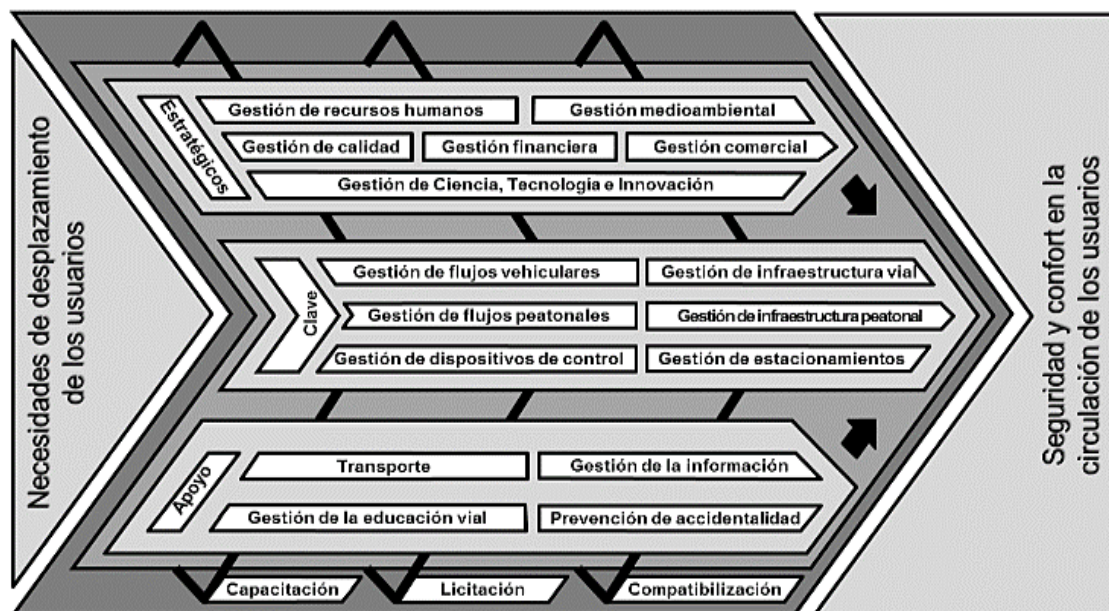 Necesidades de desplazamiento
de los usuarios
Estratégicos
Gestión de recursos humanos
Gestión medioambiental
Gestión de calidad
Gestión financiera
Gestión comercial
Gestión de Ciencia, Tecnología e Innovación
Clave
Gestión de flujos vehiculares
Gestión de infraestructura vial
Gestión de flujos peatonales
Gestión de infraestructura peatonal
Gestión de dispositivos de control
Gestión de estacionamientos
Apoyo
Transporte
Gestión de la información
Gestión de la educación vial
Prevención de accidentalidad
Capacitación
Licitación
Compatibilización
Seguridad y confort en la
circulación de los usuarios